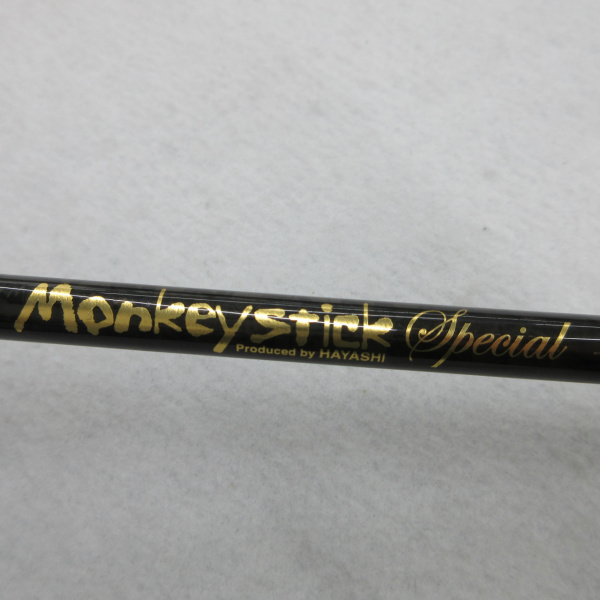 Monkeystick Special
Produced by HAYASHI